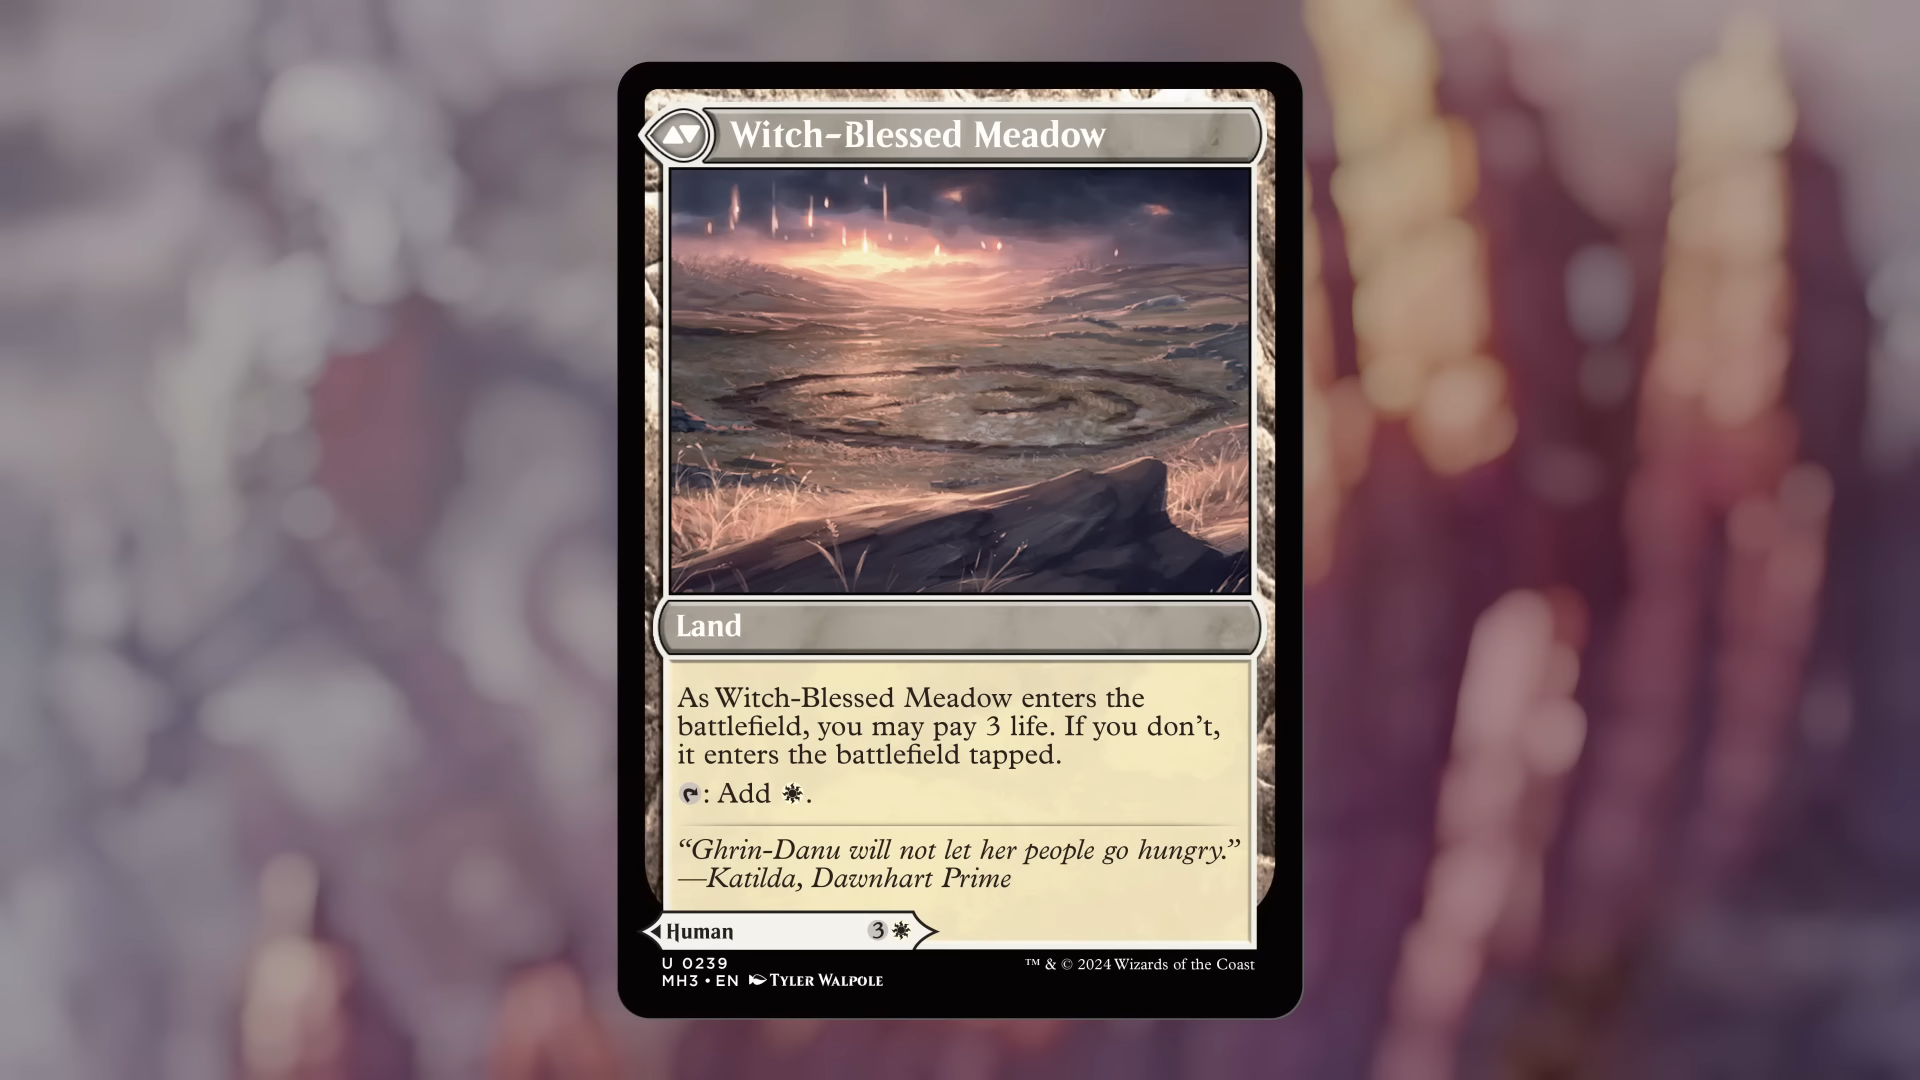 Witch-Blessed Meadow
Land
As Witch-Blessed Meadow enters the
battlefield, you may pay 3 life. If you don’t,
it enters the battlefield tapped.
: Add .
“Ghrin-Danu will not let her people go hungry.”
—Katilda, Dawnhart Prime
Human 3
U 0239
MH3 • EN TYLER WALPOLE
™ & © 2024 Wizards of the Coast